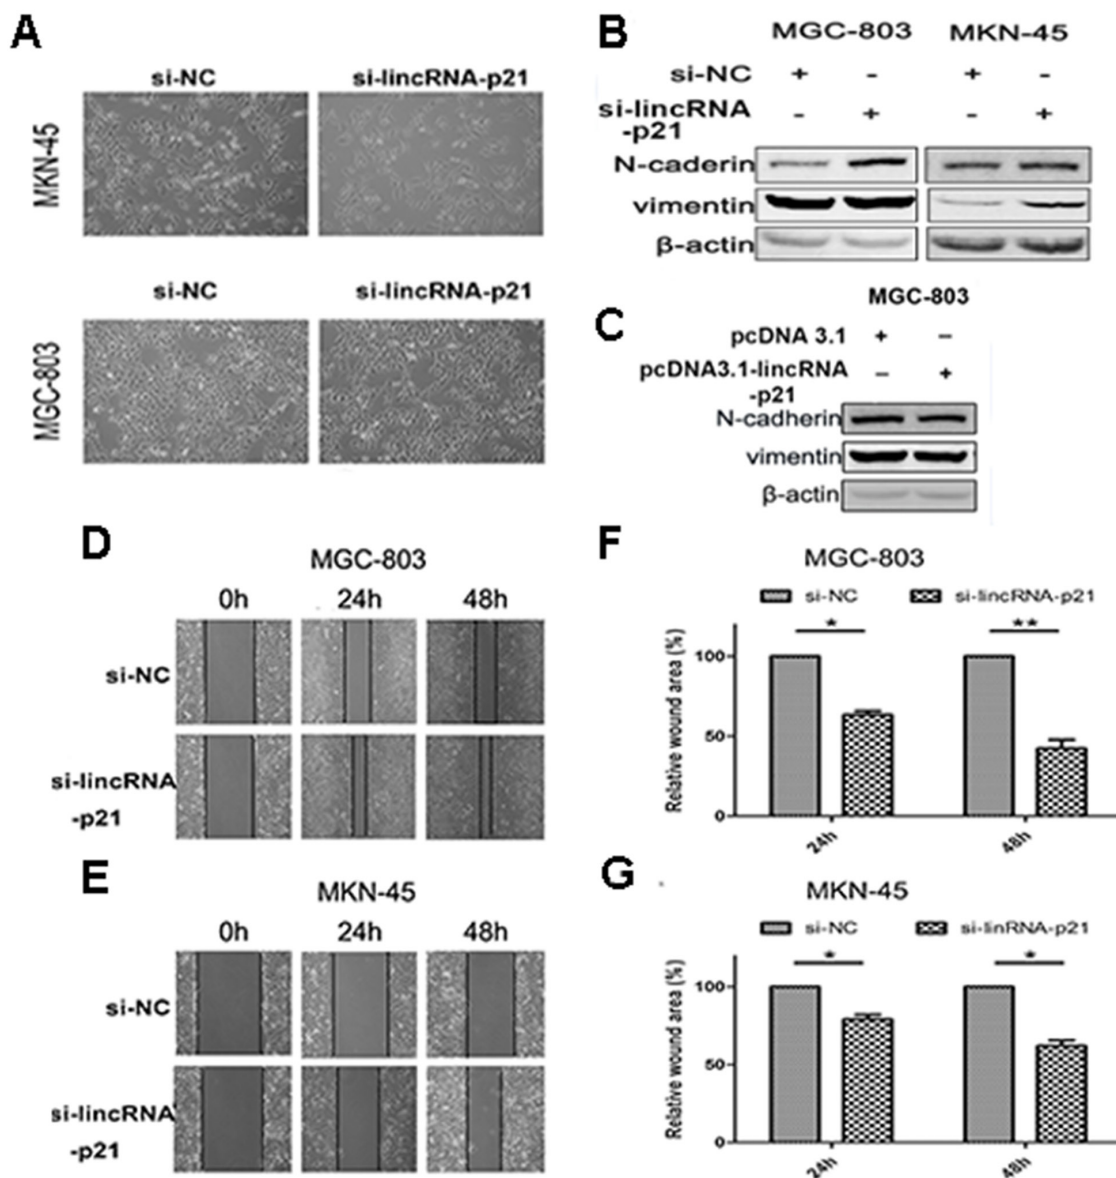 A
si-NC si-lincRNA-p21
MKN-45
si-NC si-lincRNA-p21
MGC-803
B
MGC-803 MKN-45
si-NC + - + -
si-lincRNA - + - +
-p21
N-caderin
vimentin
β-actin
C
MGC-803
pcDNA 3.1 + -
pcDNA3.1-lincRNA - +
-p21
N-cadherin
vimentin
β-actin
D
MGC-803
0h 24h 48h
si-NC
si-lincRNA
-p21
E
MKN-45
0h 24h 48h
si-NC
si-lincRNA
-p21
F
MGC-803
si-NC si-lincRNA-p21
Relative wound area (%)
* **
100
50
0
24h 48h
G
MKN-45
si-NC si-linRNA-p21
Relative wound area (%)
* *
100
50
0
24h 48h